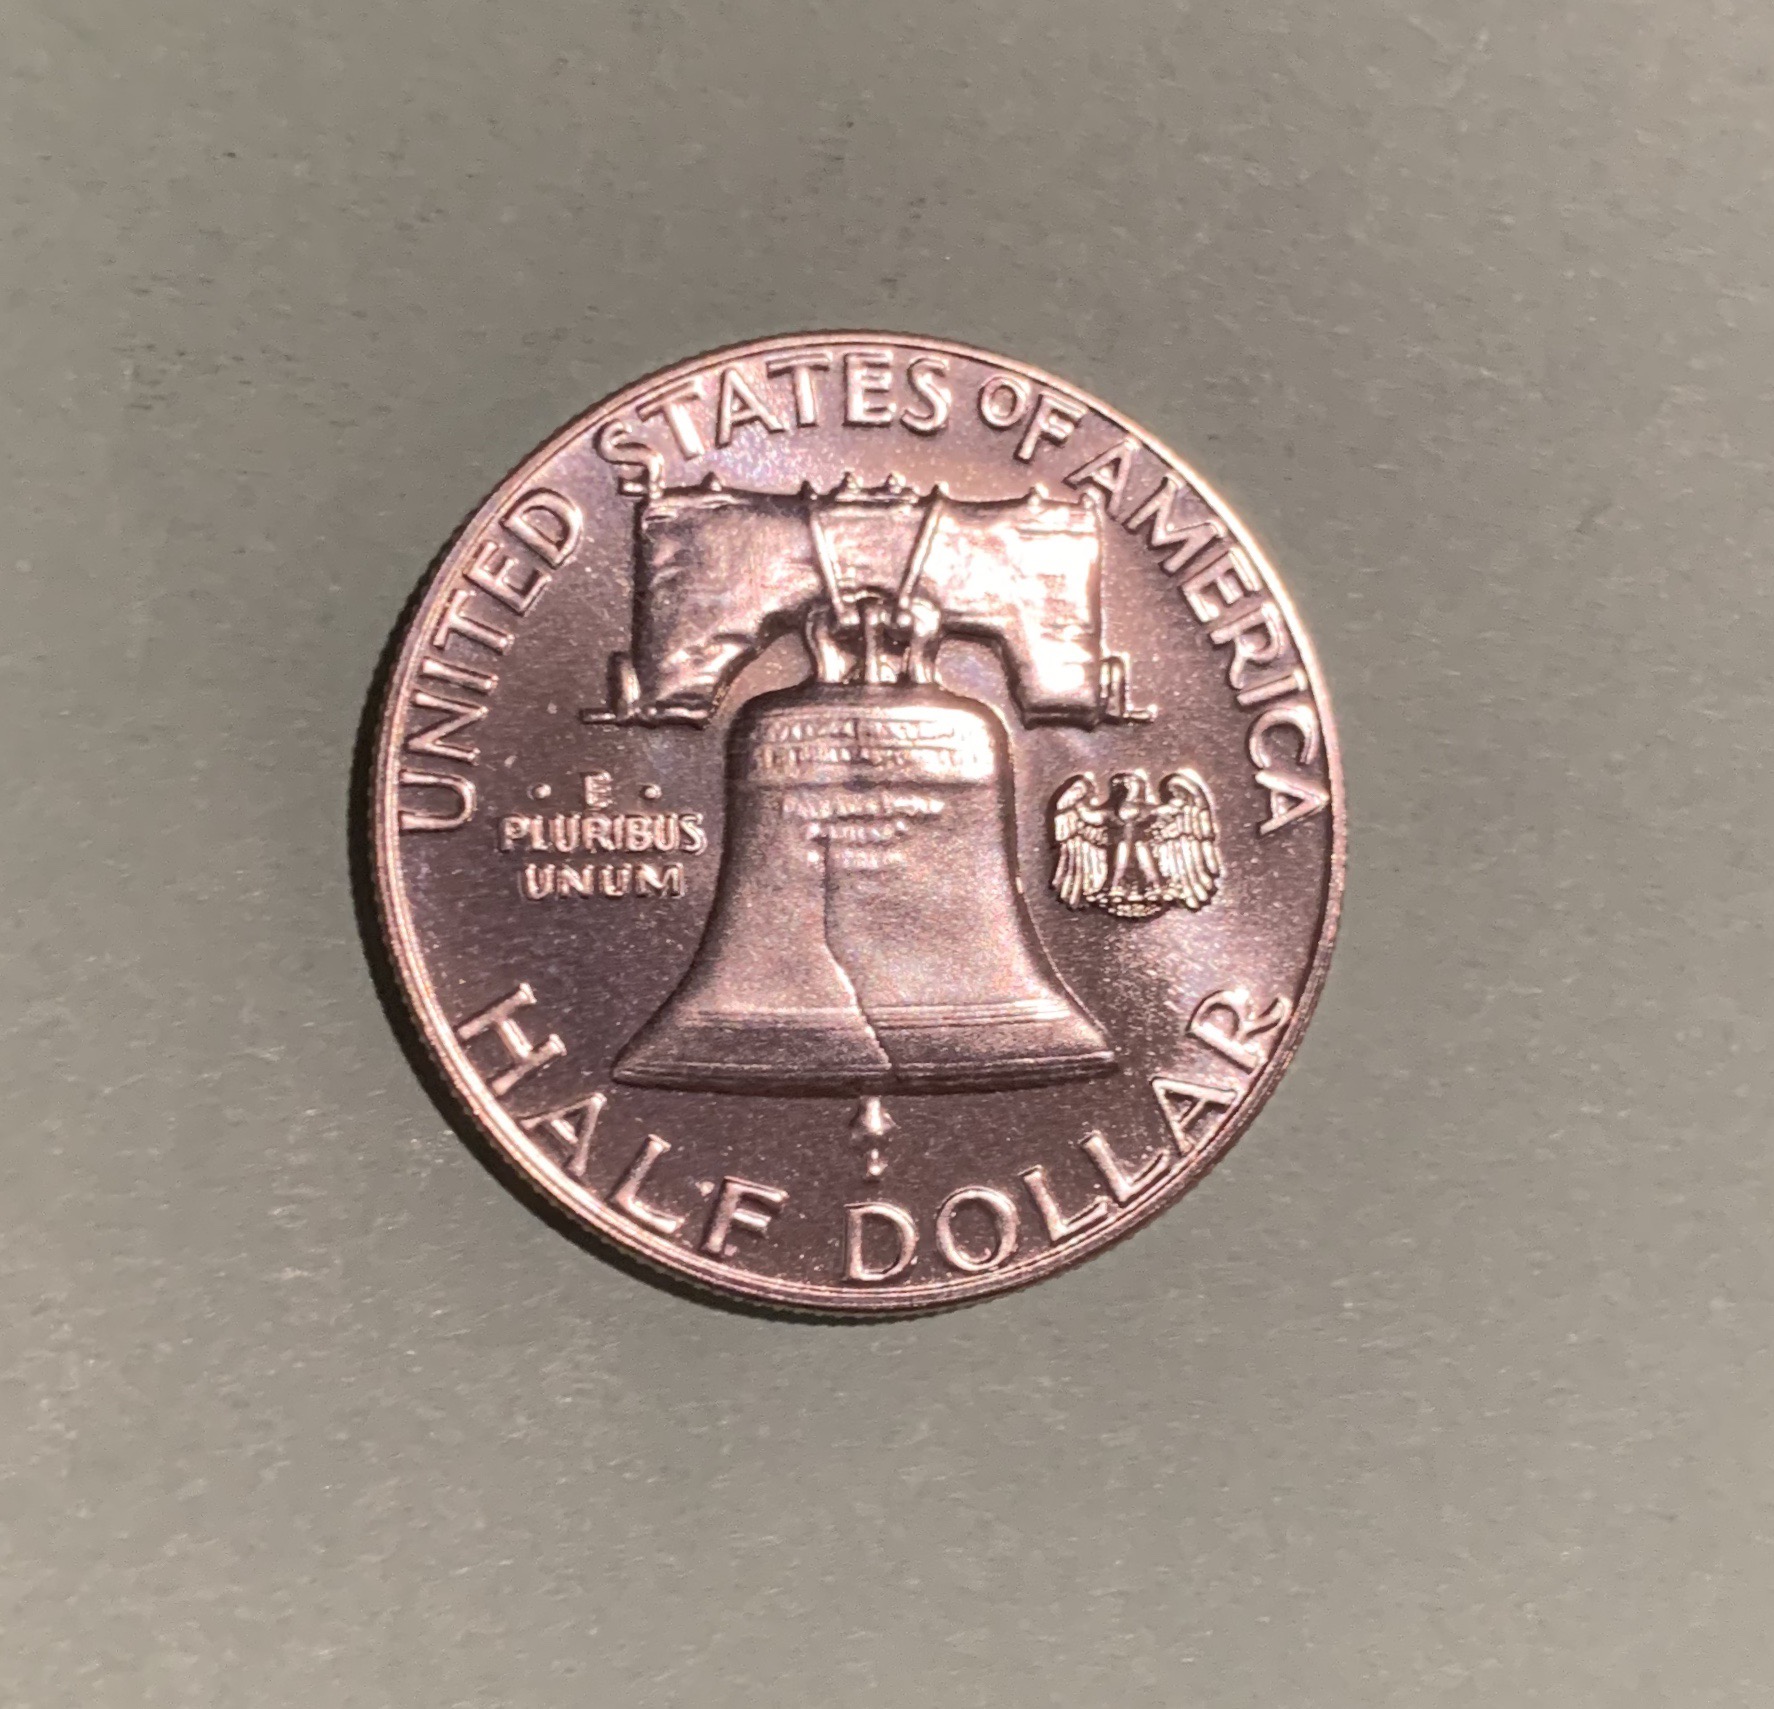 UNITED STATES OF AMERICA
· E ·
PLURIBUS
UNUM
HALF DOLLAR